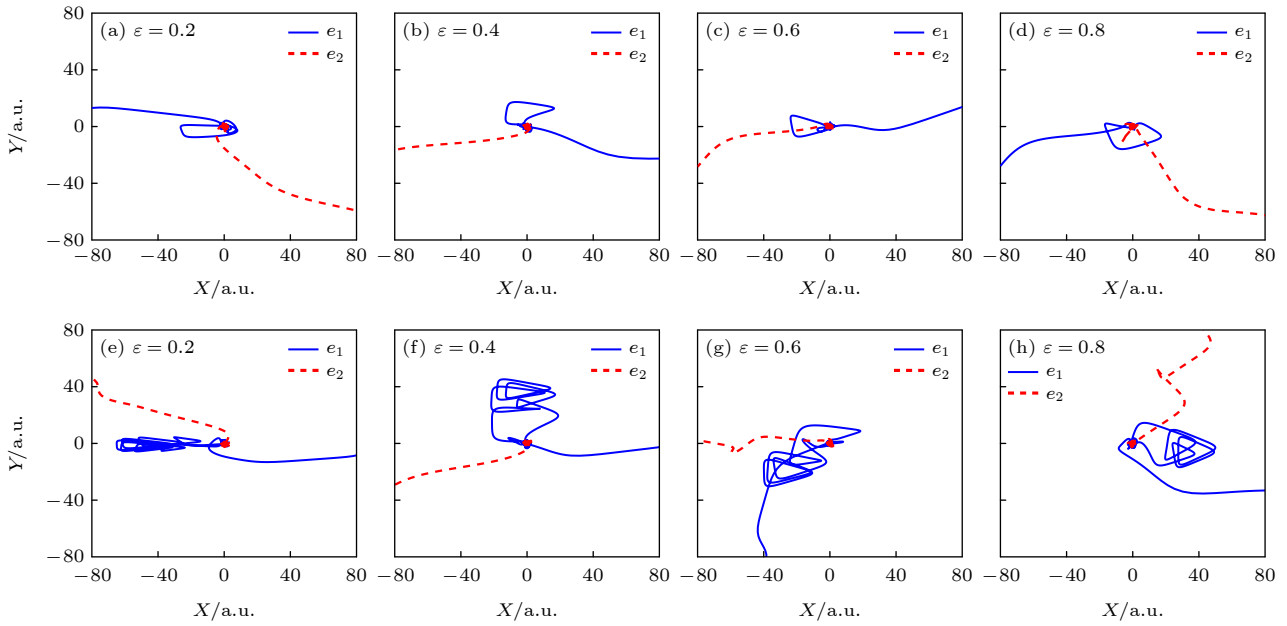 80
40
0
−40
−80
Y/a.u.
(a) ε = 0.2
e1
e2
−80 −40 0 40 80
X/a.u.
(b) ε = 0.4
e1
e2
−80 −40 0 40 80
X/a.u.
(c) ε = 0.6
e1
e2
−80 −40 0 40 80
X/a.u.
(d) ε = 0.8
e1
e2
−80 −40 0 40 80
X/a.u.
80
40
0
−40
−80
Y/a.u.
(e) ε = 0.2
e1
e2
−80 −40 0 40 80
X/a.u.
(f) ε = 0.4
e1
e2
−80 −40 0 40 80
X/a.u.
(g) ε = 0.6
e1
e2
−80 −40 0 40 80
X/a.u.
(h) ε = 0.8
e1
e2
−80 −40 0 40 80
X/a.u.